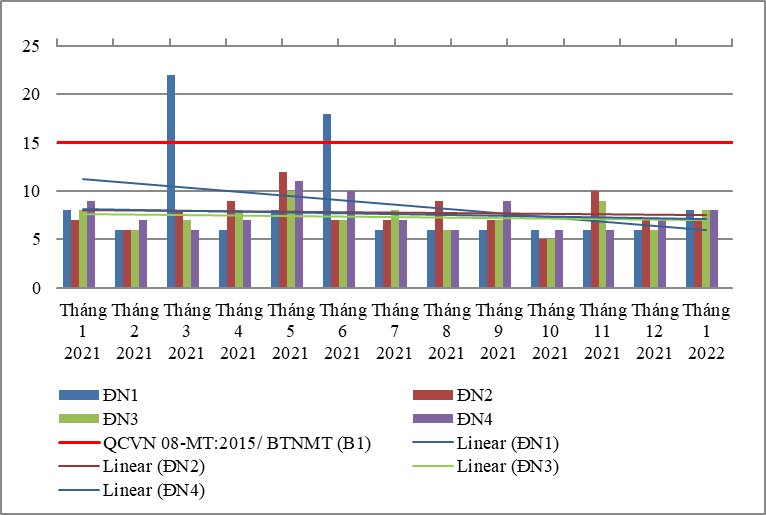 25
20
15
10
5
0
Tháng Tháng Tháng Tháng Tháng Tháng Tháng Tháng Tháng Tháng Tháng Tháng Tháng
1 2 3 4 5 6 7 8 9 10 11 12 1
2021 2021 2021 2021 2021 2021 2021 2021 2021 2021 2021 2021 2022
ĐN1 ĐN2
ĐN3 ĐN4
QCVN 08-MT:2015/ BTNMT (B1) Linear (ĐN1)
Linear (ĐN2) Linear (ĐN3)
Linear (ĐN4)